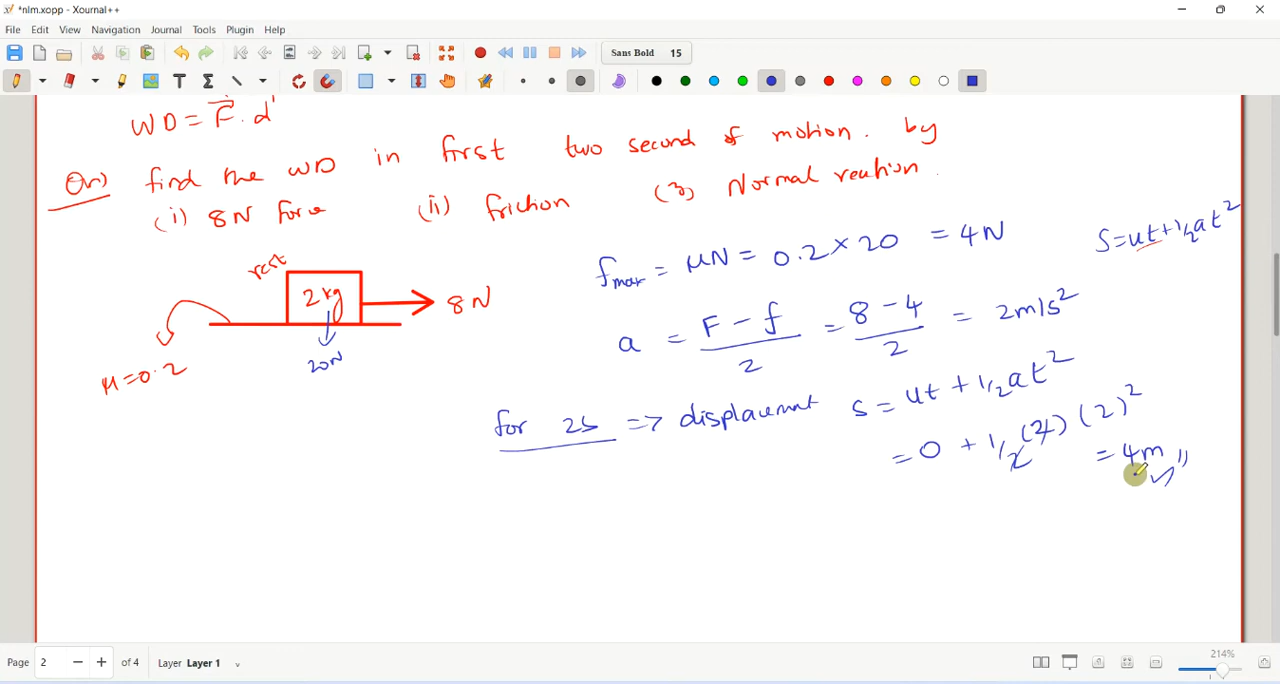 *nlm.xopp - Xournal++
File Edit View Navigation Journal Tools Plugin Help
Sans Bold 15
WD = F. d
Qn) find the WD in first two second of motion. by
(i) 8N force (ii) friction (3) Normal reaction.
rest
2 kg
8 N
20N
μ = 0.2
fmax = μN = 0.2 × 20 = 4N
S = ut + 1/2 at²
a = F - f / 2 = 8 - 4 / 2 = 2m/s²
for 2s => displacement s = ut + 1/2 at²
= 0 + 1/2 (2) (2)² = 4m
Page 2 of 4 Layer Layer 1
214%